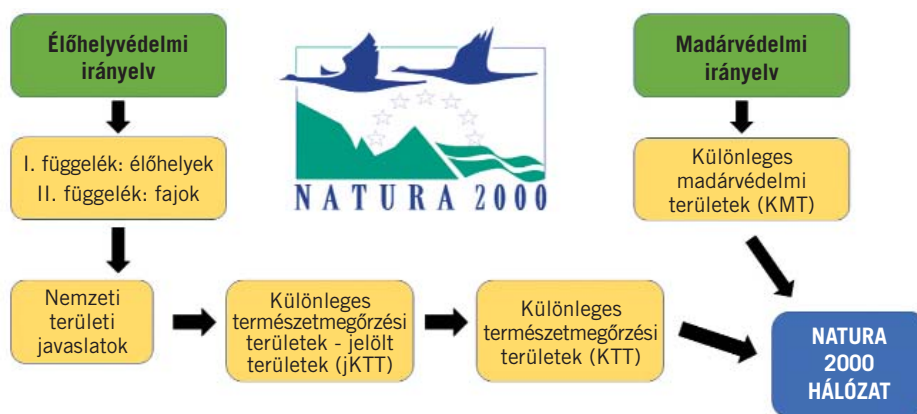 Élőhelyvédelmi
irányelv
I. függelék: élőhelyek
II. függelék: fajok
Nemzeti
területi
javaslatok
Különleges
természetmegőrzési
területek - jelölt
területek (jKTT)
Különleges
természetmegőrzési
területek (KTT)
NATURA 2000
Madárvédelmi
irányelv
Különleges
madárvédelmi
területek (KMT)
NATURA
2000
HÁLÓZAT